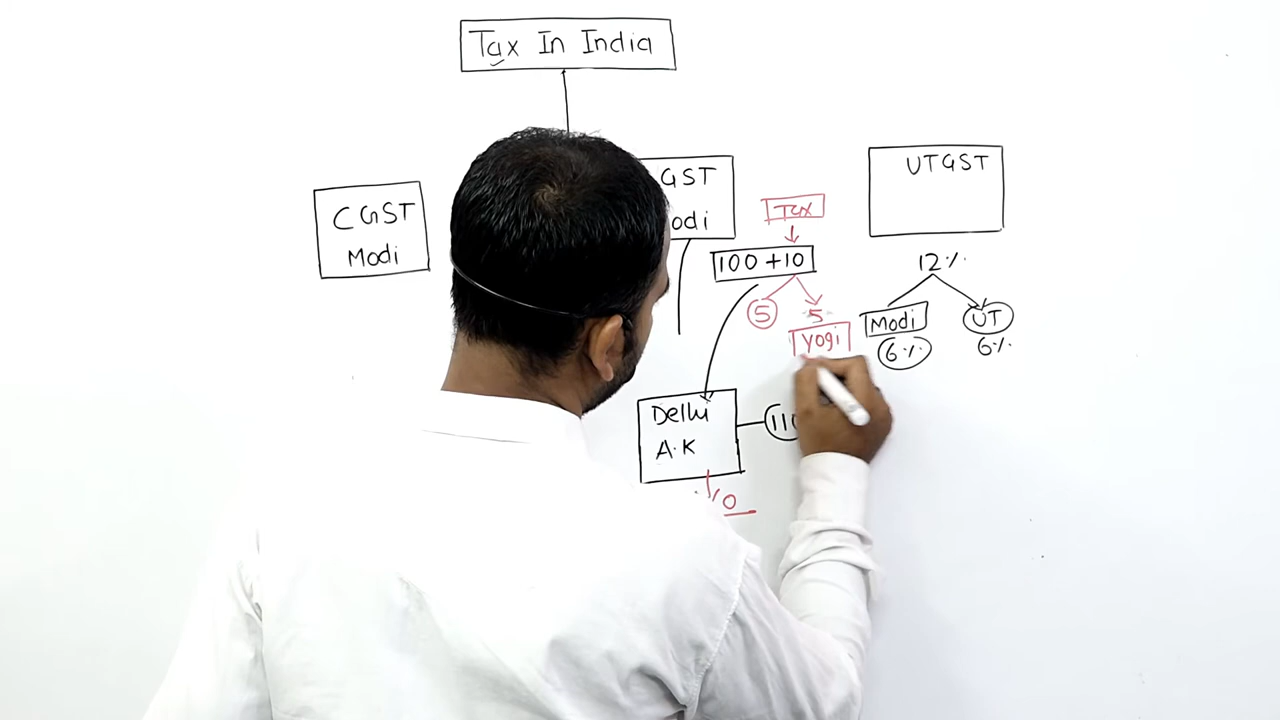 Tax In India
CGST
Modi
GST
odi
UTGST
Tax
100 + 10
5
5
Yogi
12%
Modi
UT
6%
6%
Delhi
A.K
110
0